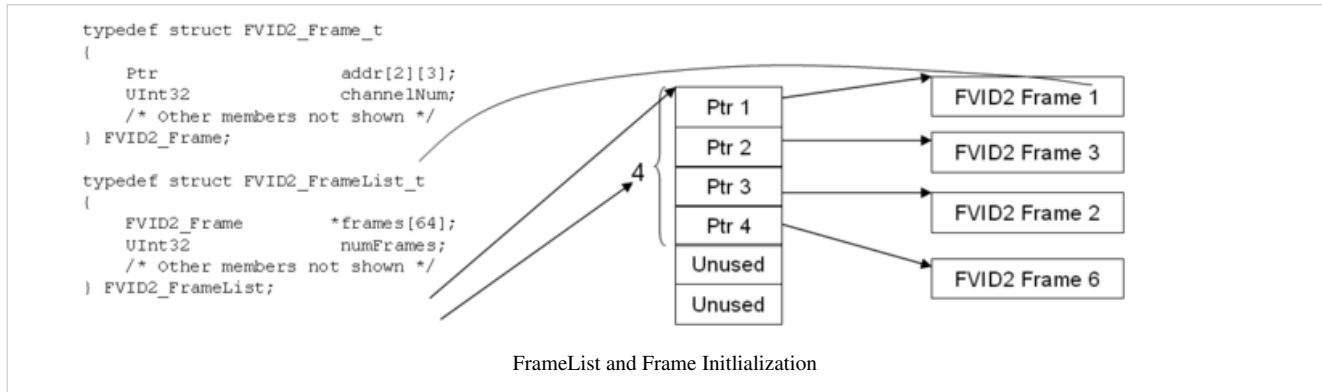 typedef struct FVID2_Frame_t
{
Ptr addr[2][3];
UInt32 channelNum;
/* Other members not shown */
} FVID2_Frame;
typedef struct FVID2_FrameList_t
{
FVID2_Frame *frames[64];
UInt32 numFrames;
/* Other members not shown */
} FVID2_FrameList;
4
Ptr 1
Ptr 2
Ptr 3
Ptr 4
Unused
Unused
FVID2 Frame 1
FVID2 Frame 3
FVID2 Frame 2
FVID2 Frame 6
FrameList and Frame Initlialization